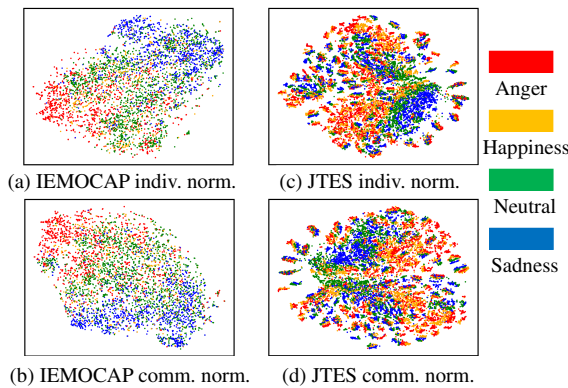 Anger
Happiness
Neutral
Sadness
(a) IEMOCAP indiv. norm.
(c) JTES indiv. norm.
(b) IEMOCAP comm. norm.
(d) JTES comm. norm.